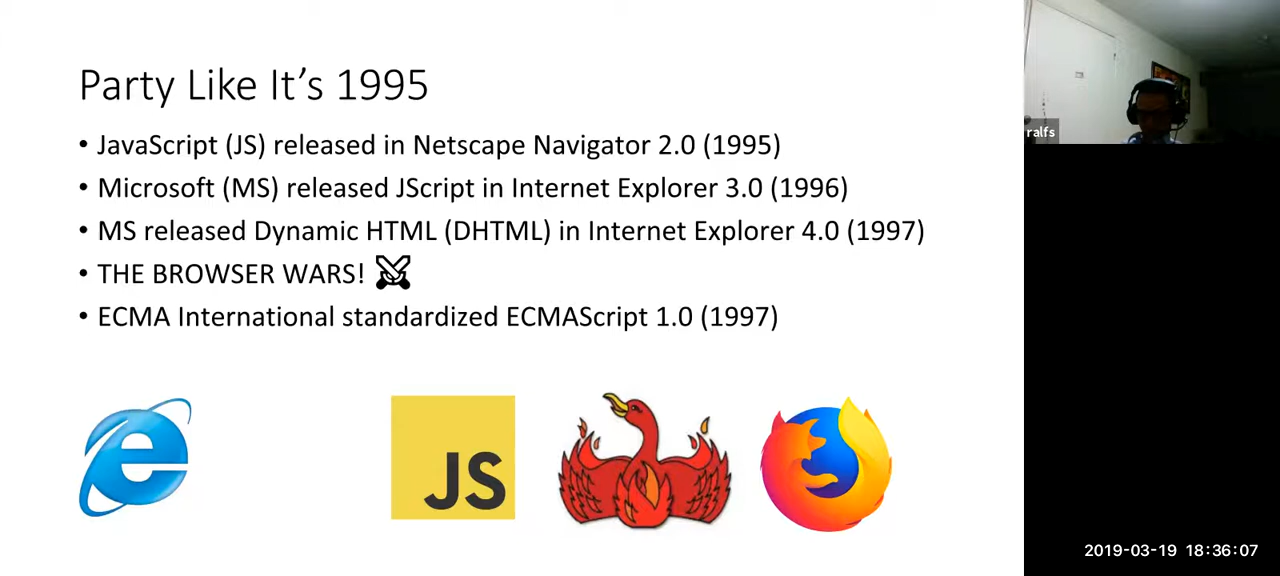 Party Like It’s 1995
• JavaScript (JS) released in Netscape Navigator 2.0 (1995)
• Microsoft (MS) released JScript in Internet Explorer 3.0 (1996)
• MS released Dynamic HTML (DHTML) in Internet Explorer 4.0 (1997)
• THE BROWSER WARS!
• ECMA International standardized ECMAScript 1.0 (1997)
JS
ralfs
2019-03-19 18:36:07